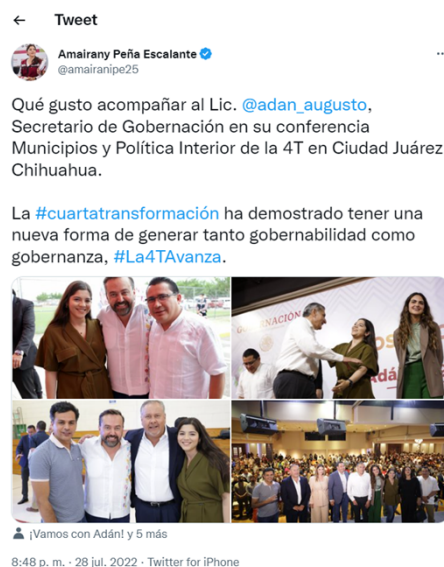 Tweet
Amairany Peña Escalante
@amairanipe25
Qué gusto acompañar al Lic. @adan_augusto,
Secretario de Gobernación en su conferencia
Municipios y Política Interior de la 4T en Ciudad Juárez
Chihuahua.
La #cuartatransformación ha demostrado tener una
nueva forma de generar tanto gobernabilidad como
gobernanza, #La4TAvanza.
GOBERNACIÓN
¡Vamos con Adán! y 5 más
8:48 p. m. · 28 jul. 2022 · Twitter for iPhone